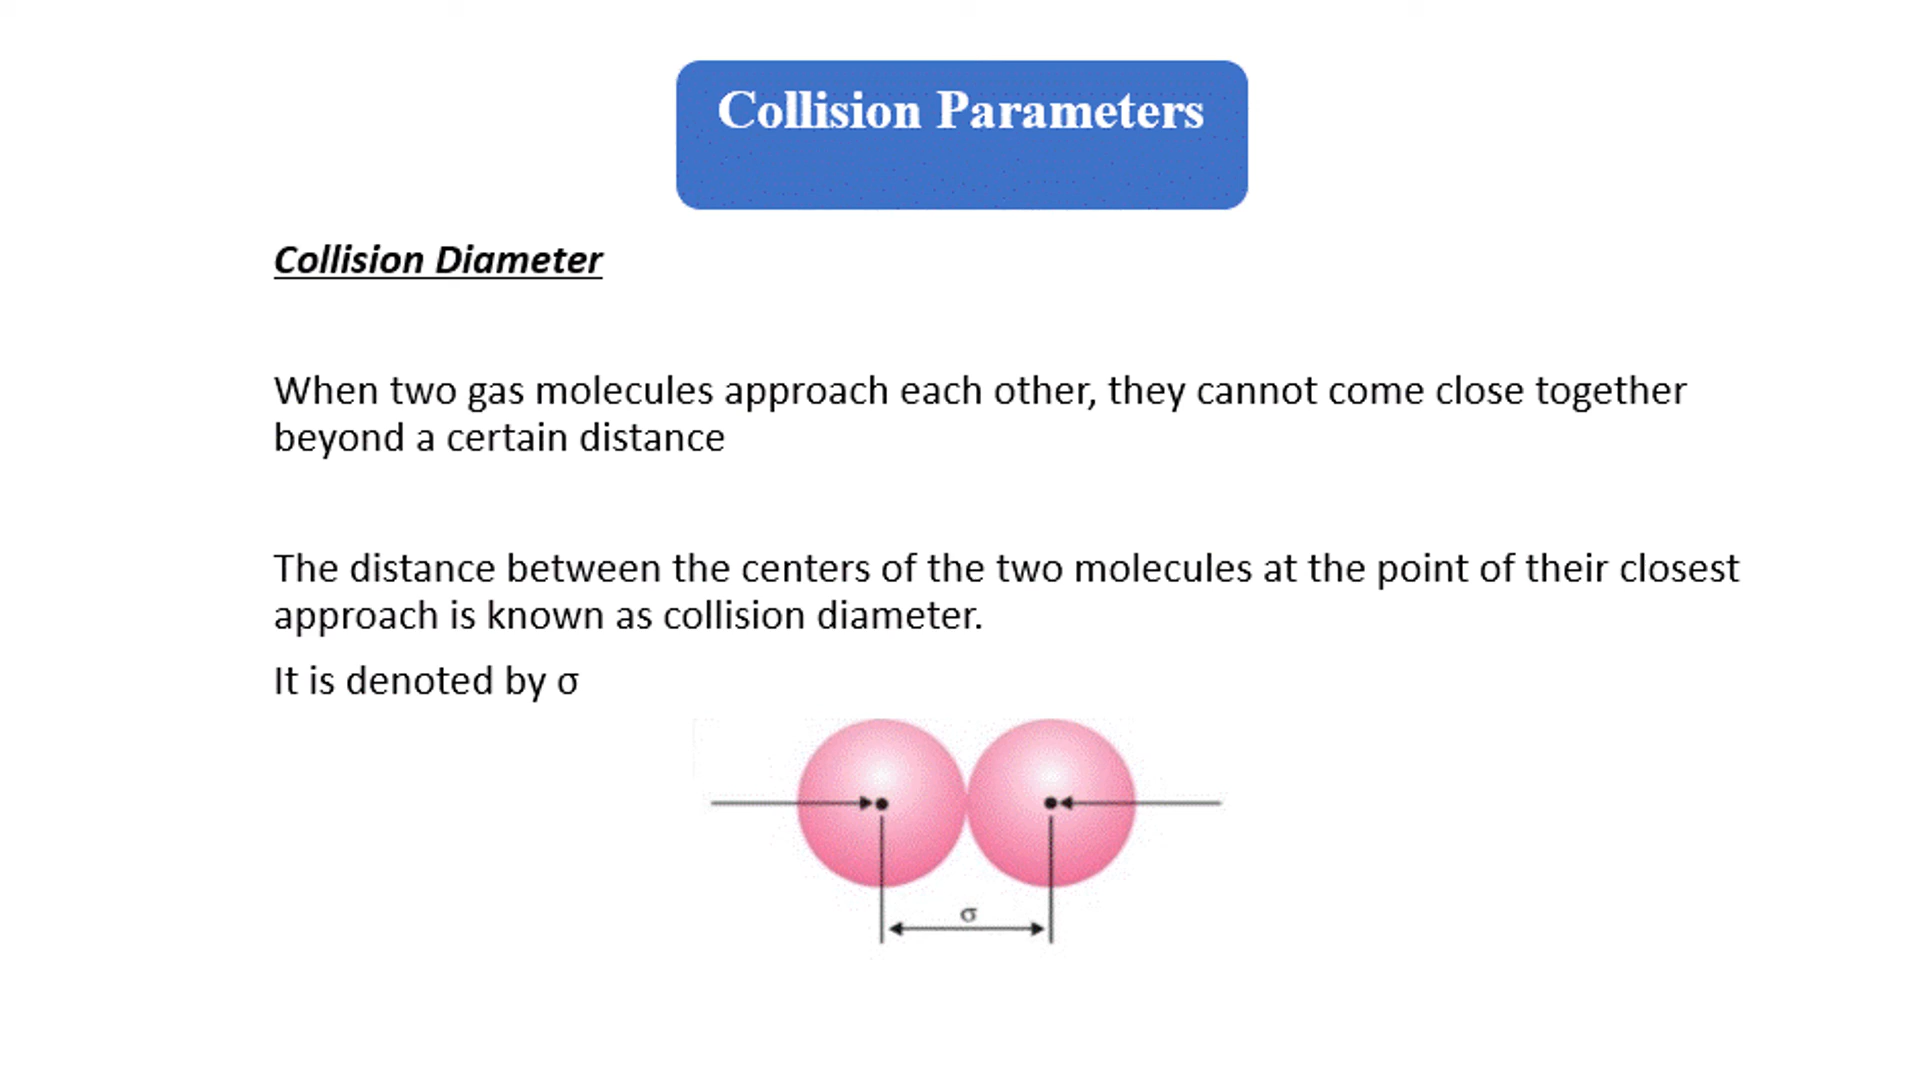 Collision Parameters
Collision Diameter
When two gas molecules approach each other, they cannot come close together
beyond a certain distance
The distance between the centers of the two molecules at the point of their closest
approach is known as collision diameter.
It is denoted by σ
σ